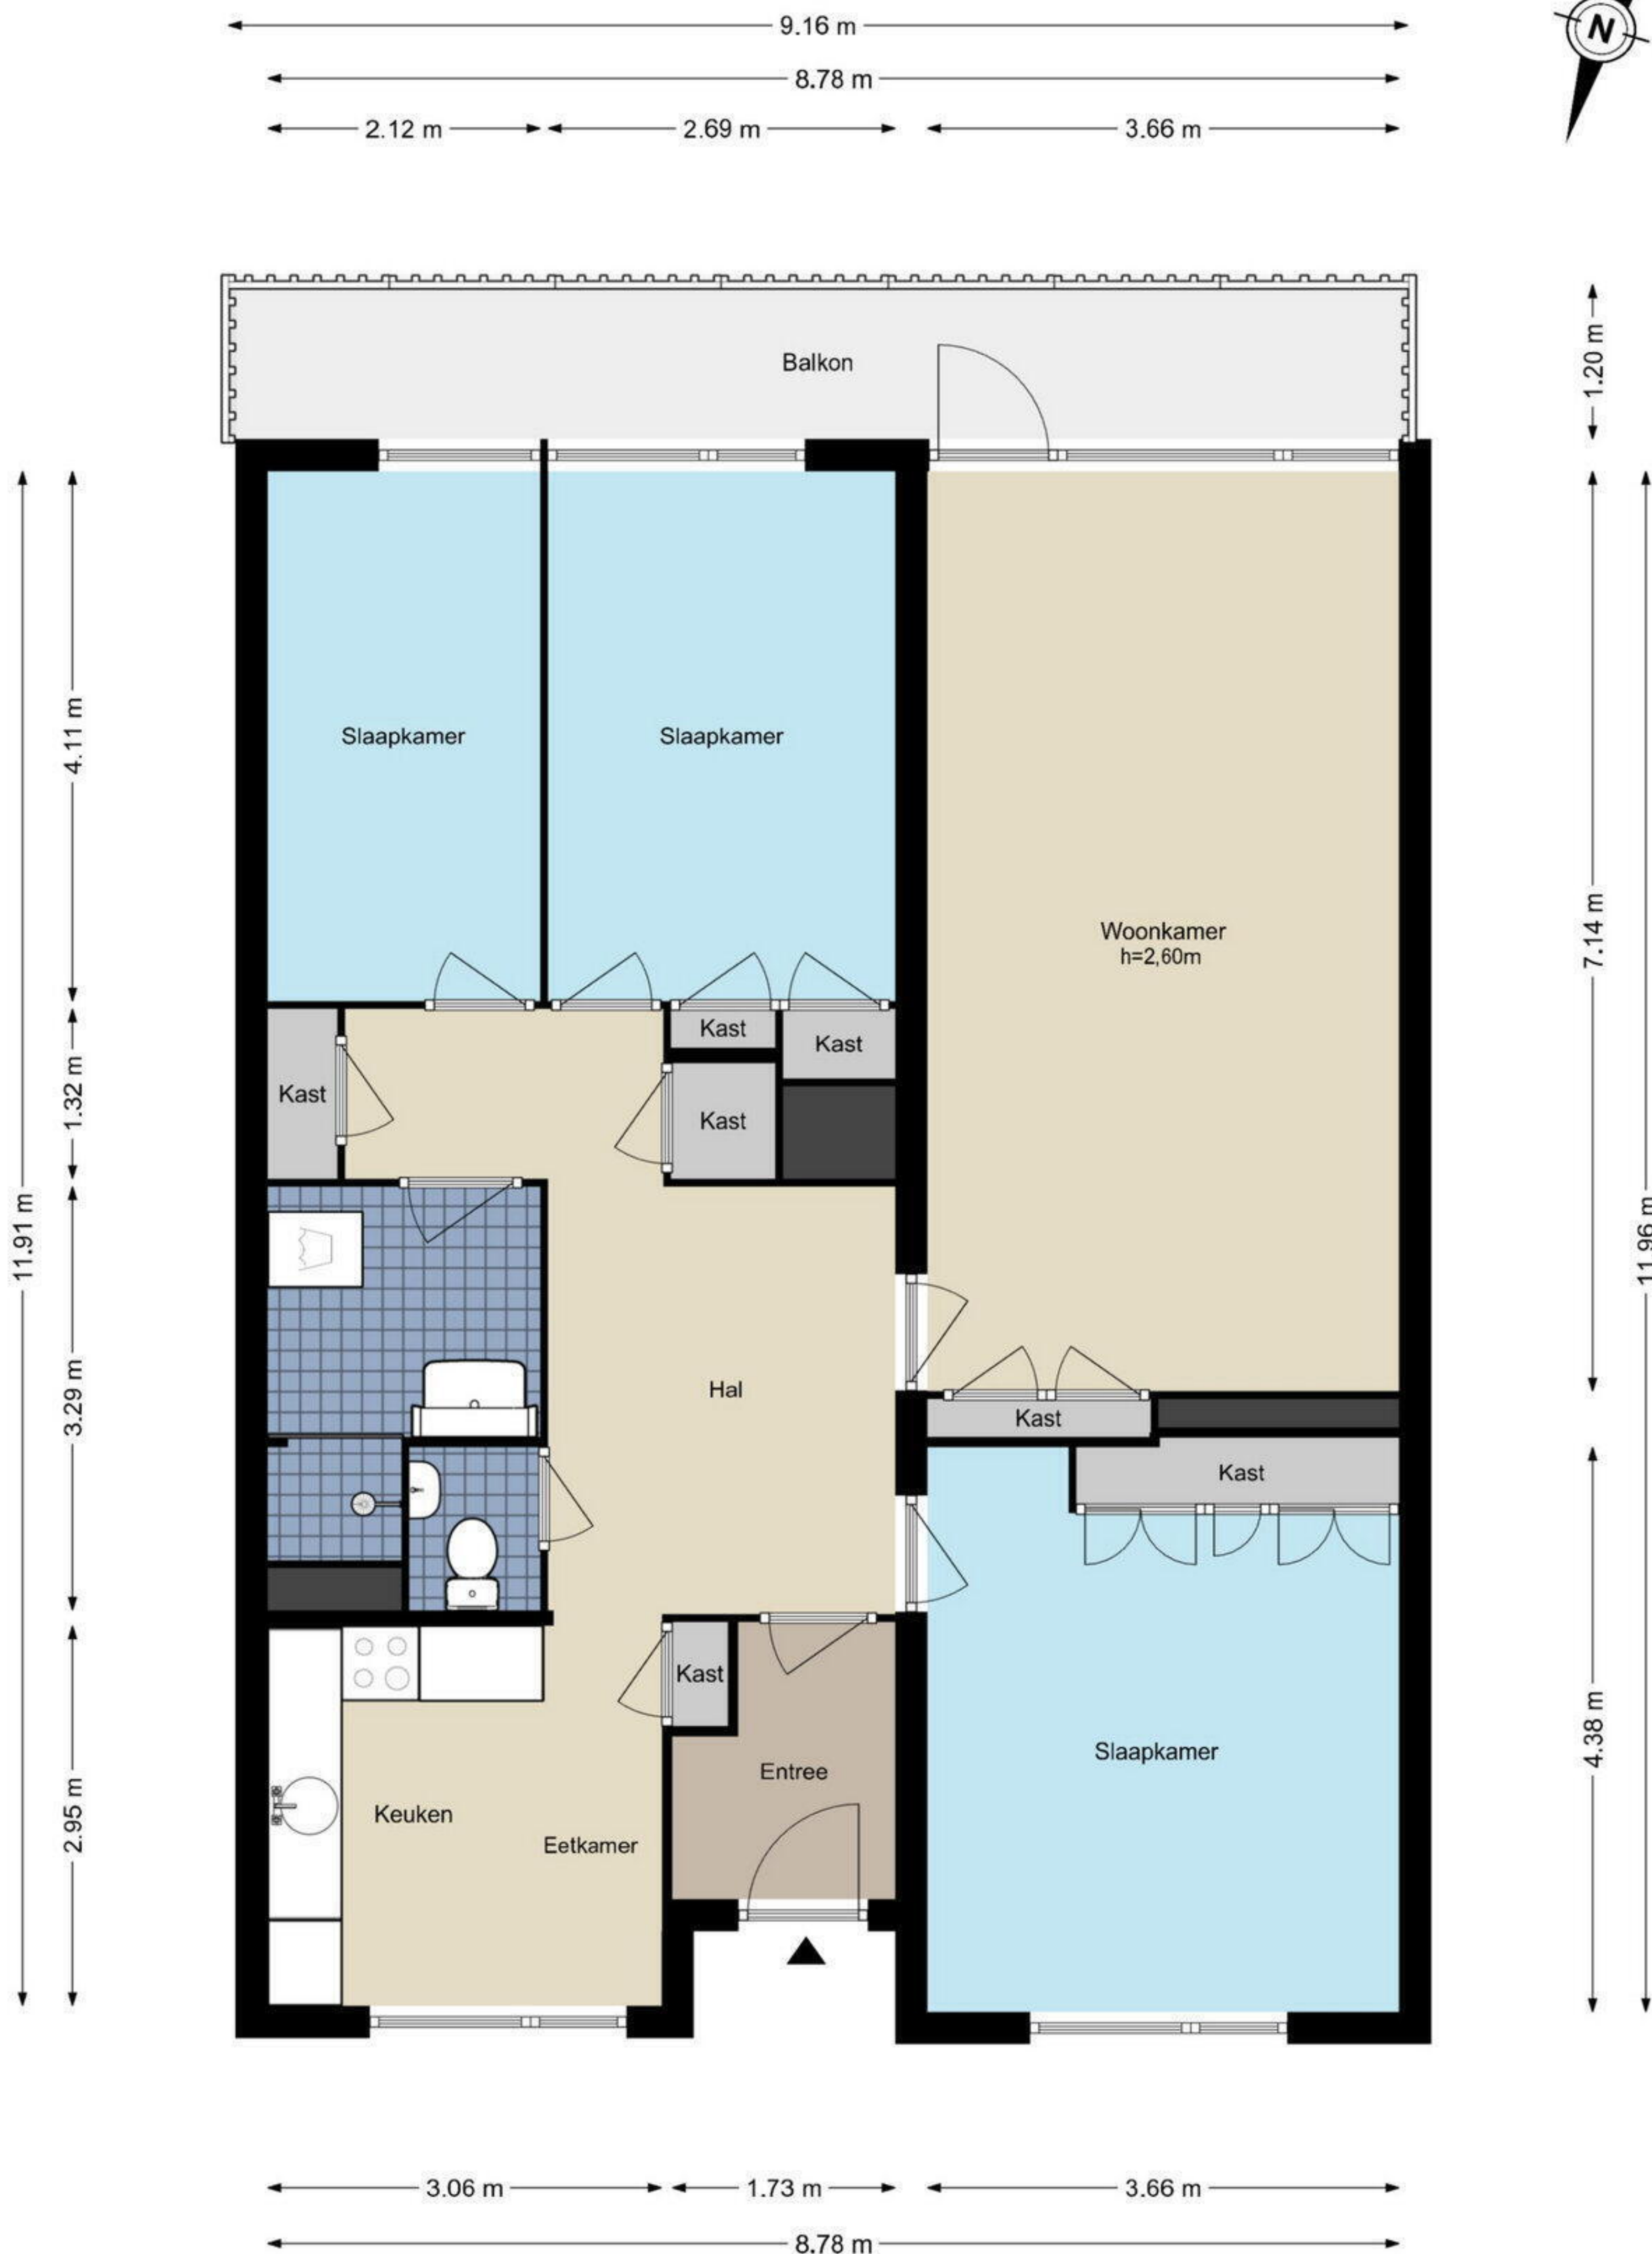 9.16 m
N
8.78 m
2.12 m
2.69 m
3.66 m
1.20 m
Balkon
4.11 m
Slaapkamer
Slaapkamer
Woonkamer
h=2,60m
7.14 m
Kast
Kast
1.32 m
Kast
Kast
11.91 m
11.96 m
3.29 m
Hal
Kast
Kast
Kast
4.38 m
Slaapkamer
Entree
2.95 m
Keuken
Eetkamer
3.06 m
1.73 m
3.66 m
8.78 m